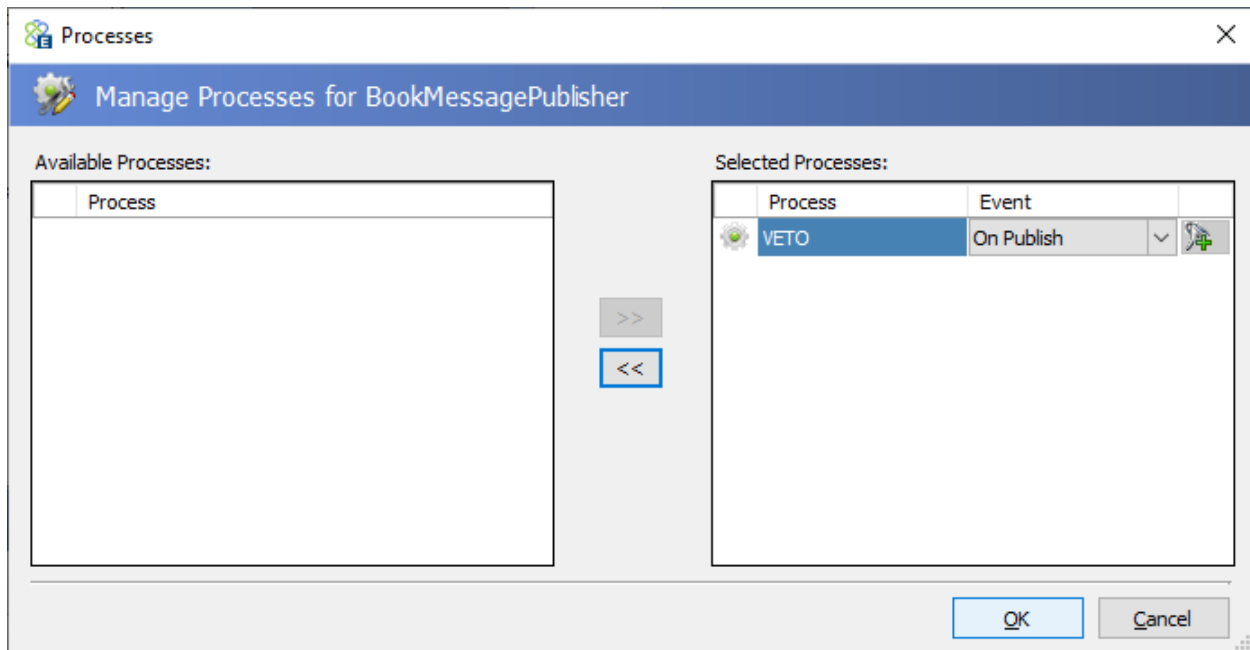 Processes
Manage Processes for BookMessagePublisher
Available Processes:
Process
>>
<<
Selected Processes:
Process Event
VETO On Publish
OK Cancel